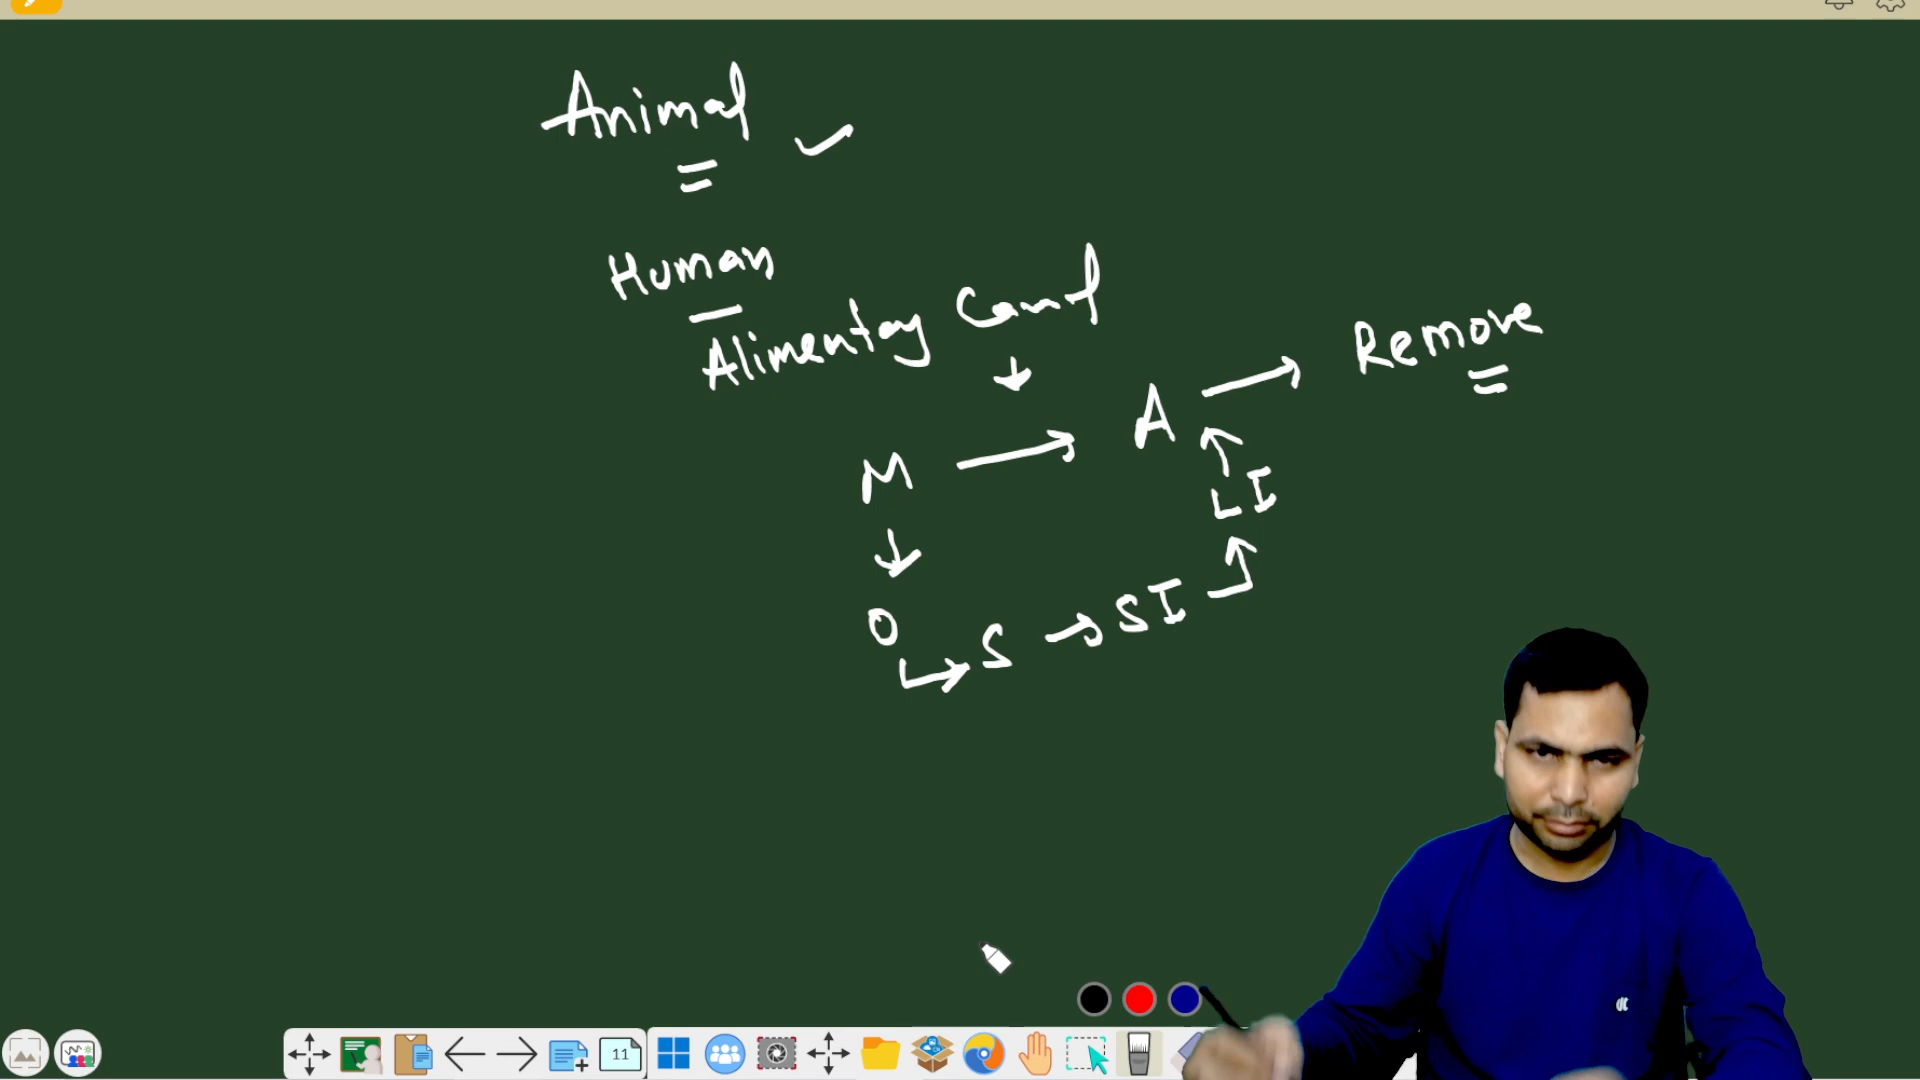 Animal
Human
Alimentary Canal
Remove
M → A →
LI
O
S → SI
11